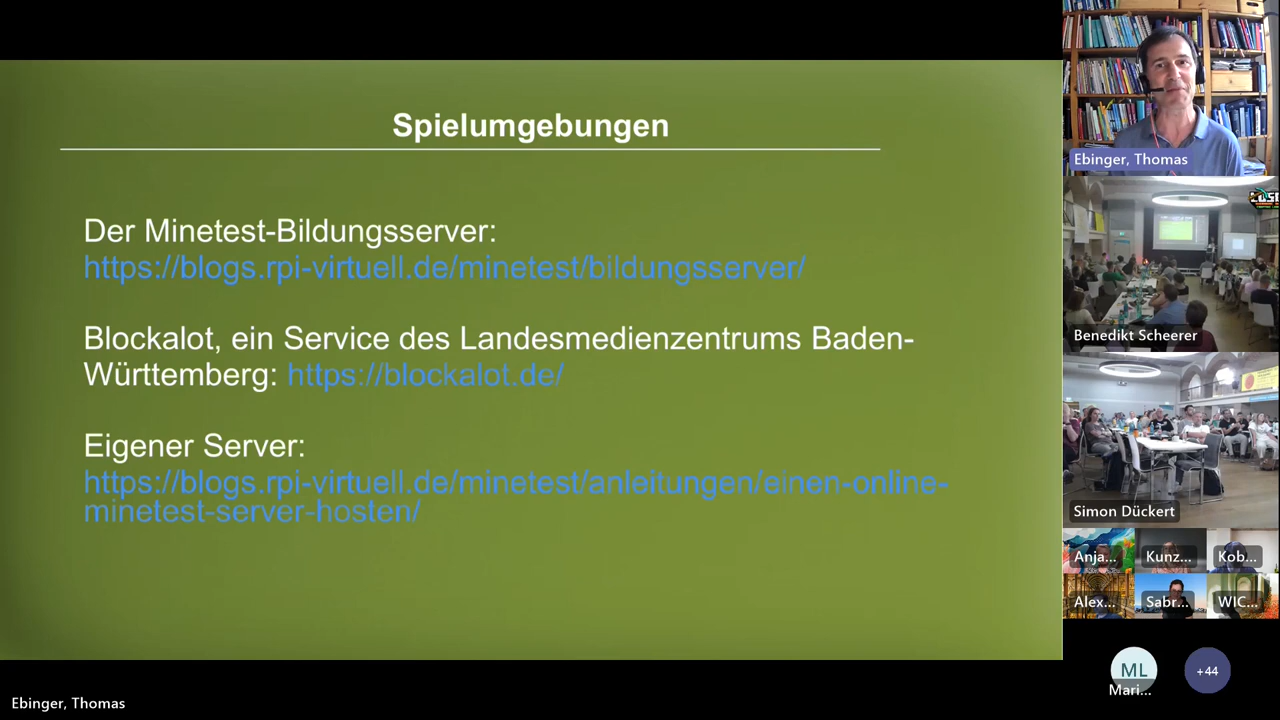 Spielumgebungen
Der Minetest-Bildungsserver:
https://blogs.rpi-virtuell.de/minetest/bildungsserver/
Blockalot, ein Service des Landesmedienzentrums Baden-
Württemberg: https://blockalot.de/
Eigener Server:
https://blogs.rpi-virtuell.de/minetest/anleitungen/einen-online-
minetest-server-hosten/
Ebinger, Thomas
Benedikt Scheerer
Simon Dückert
Anja...
Kunz...
Kob...
Alex...
Sabr...
WIC...
ML
Mari...
+44
Ebinger, Thomas